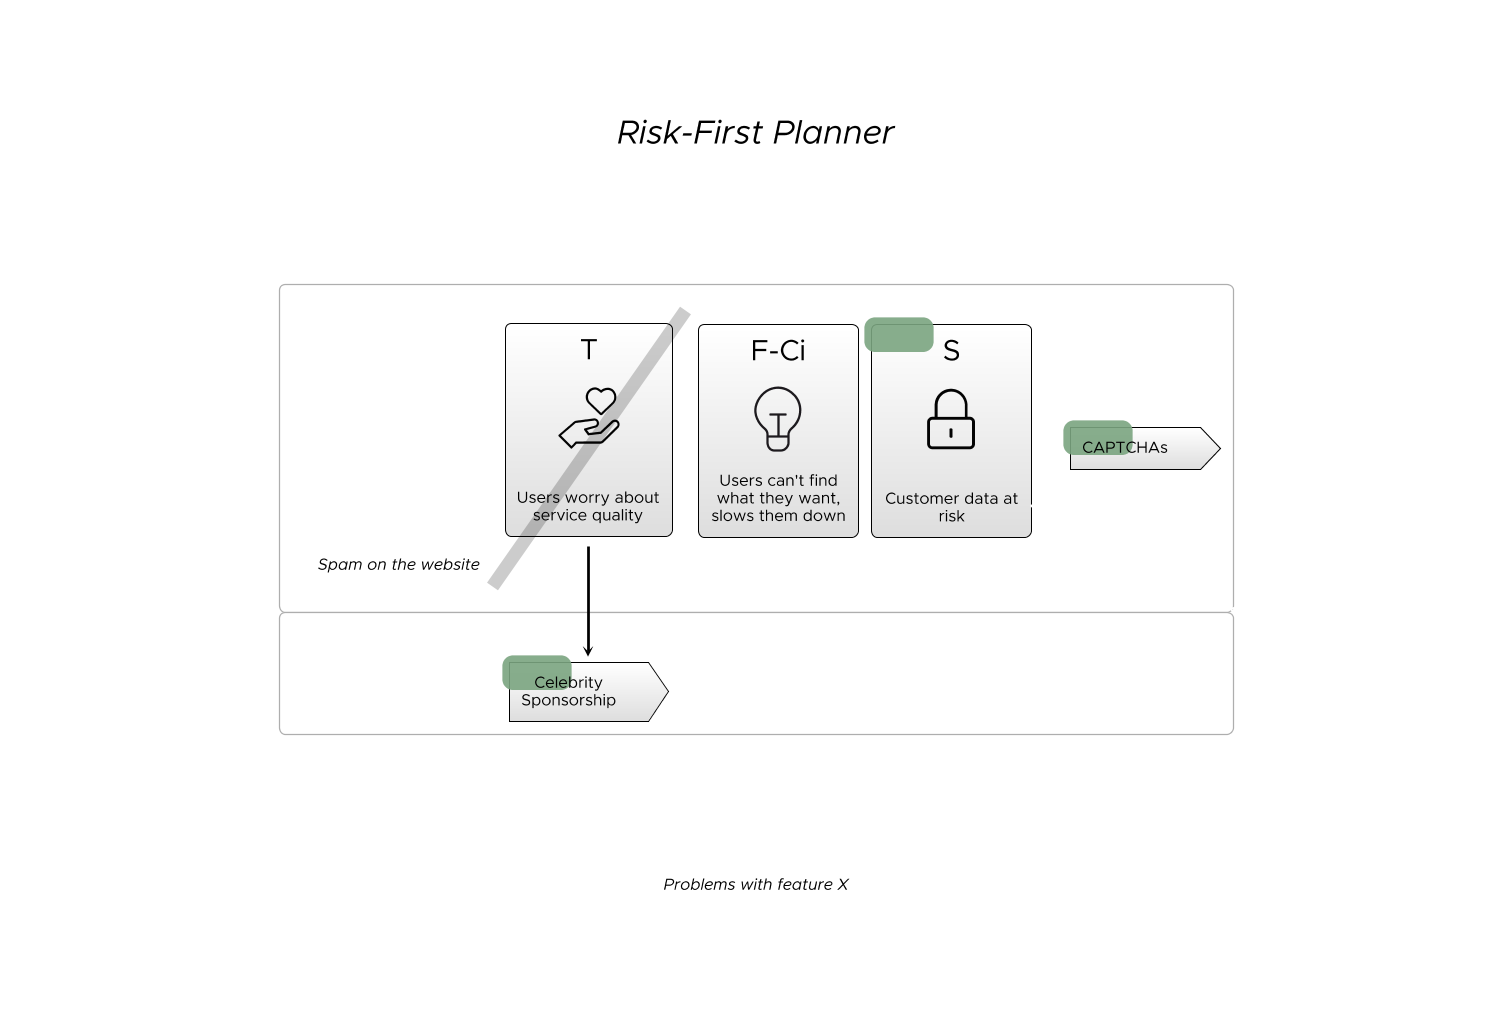 Risk-First Planner
T
Users worry about
service quality
F-Ci
Users can't find
what they want,
slows them down
S
Customer data at
risk
CAPTCHAs
Spam on the website
Celebrity
Sponsorship
Problems with feature X